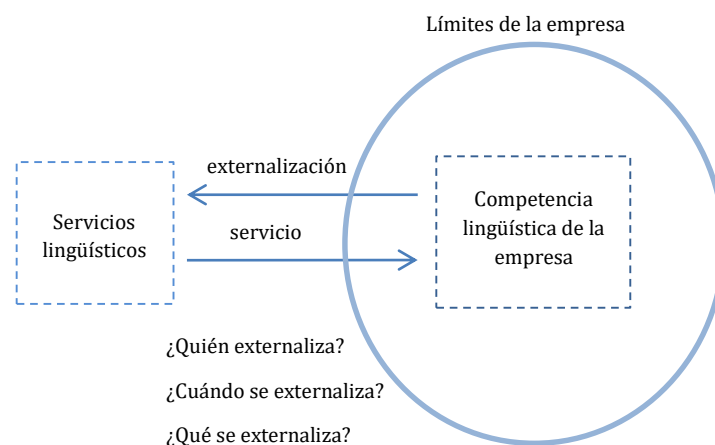 Límites de la empresa
externalización
Servicios
lingüísticos
servicio
Competencia
lingüística de la
empresa
¿Quién externaliza?
¿Cuándo se externaliza?
¿Qué se externaliza?